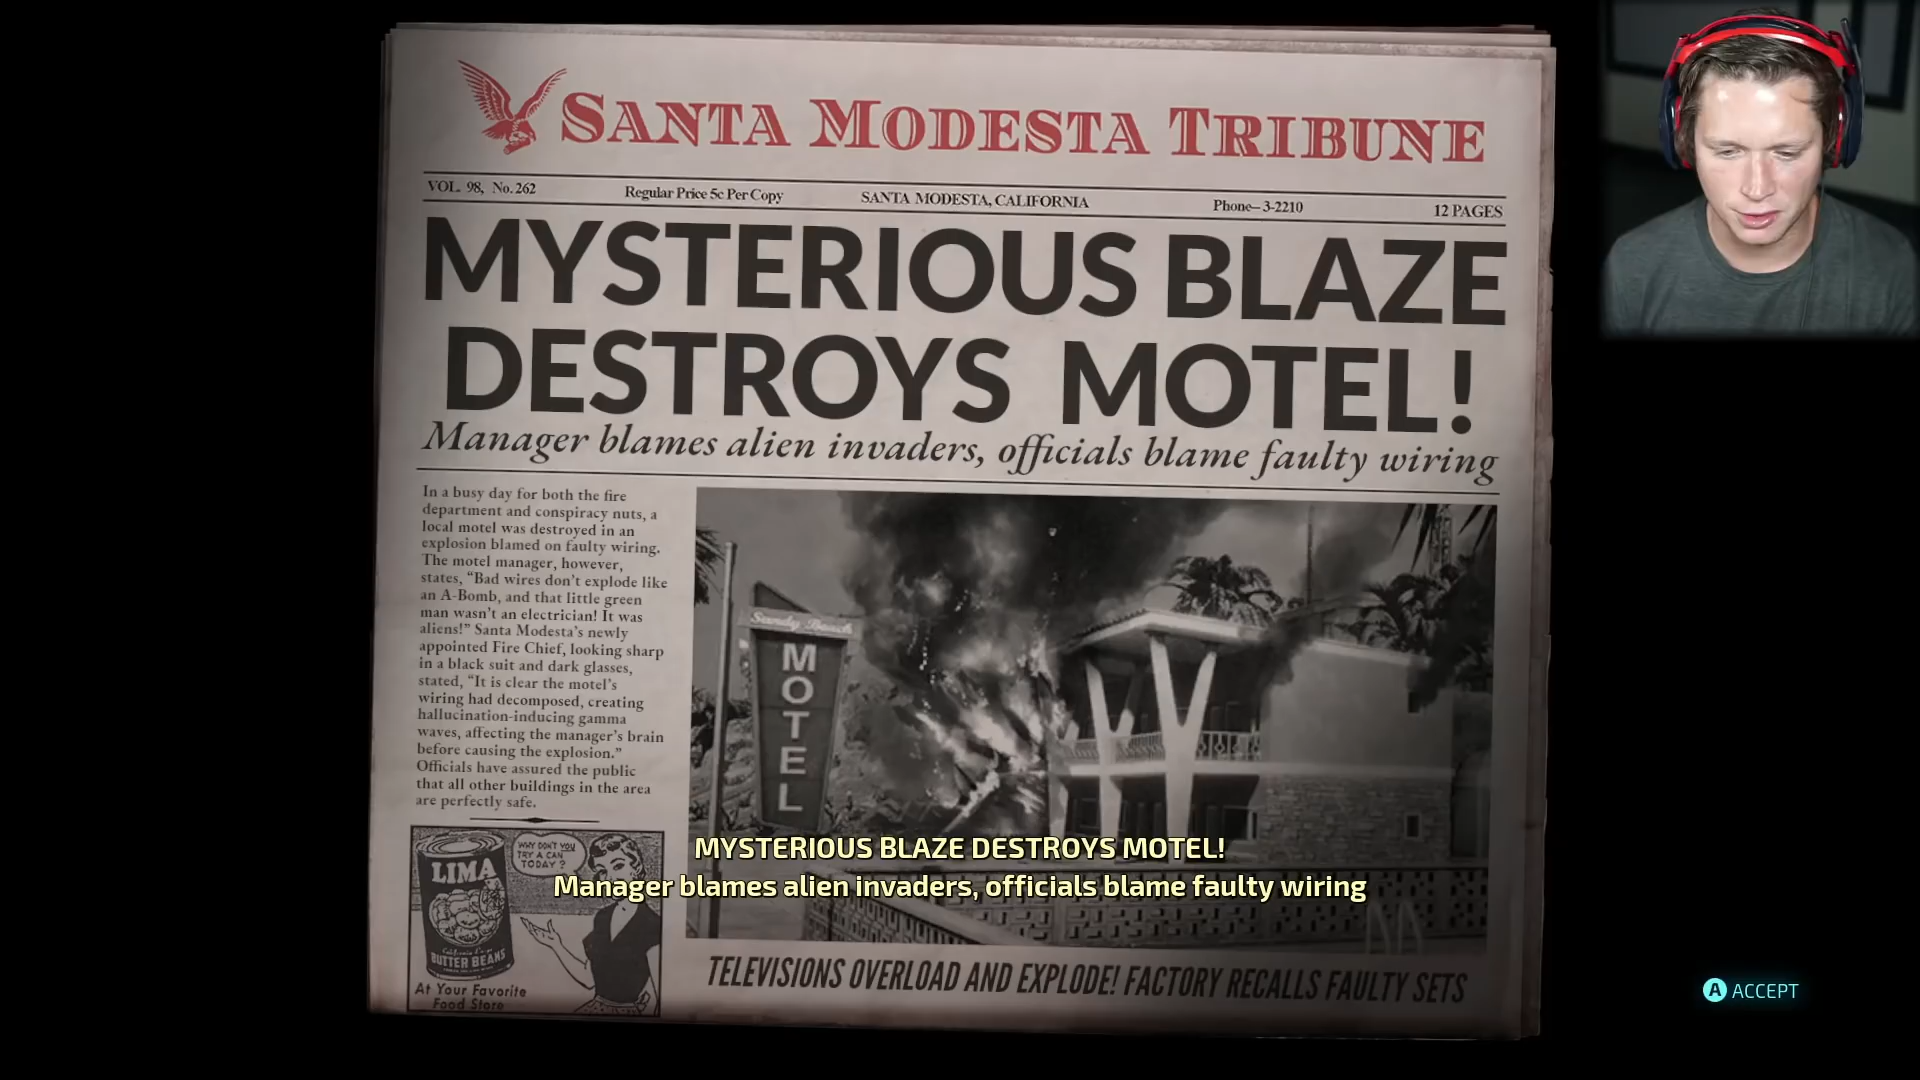 SANTA MODESTA TRIBUNE
VOL. 98, No. 262 Regular Price 5c Per Copy SANTA MODESTA, CALIFORNIA Phone– 3-2210 12 PAGES
MYSTERIOUS BLAZE
DESTROYS MOTEL!
Manager blames alien invaders, officials blame faulty wiring
In a busy day for both the fire
department and conspiracy nuts, a
local motel was destroyed in an
explosion blamed on faulty wiring.
The motel manager, however,
states, “Bad wires don’t explode like
an A-Bomb, and that little green
man wasn’t an electrician! It was
aliens!” Santa Modesta’s newly
appointed Fire Chief, looking sharp
in a black suit and dark glasses,
stated, “It is clear the motel’s
wiring had decomposed, creating
hallucination-inducing gamma
waves, affecting the manager’s brain
before causing the explosion.”
Officials have assured the public
that all other buildings in the area
are perfectly safe.
Sandy Beach
MOTEL
MYSTERIOUS BLAZE DESTROYS MOTEL!
Manager blames alien invaders, officials blame faulty wiring
WHY DON'T YOU
TRY A CAN
TODAY?
LIMA
BUTTER BEANS
At Your Favorite
Food Store
TELEVISIONS OVERLOAD AND EXPLODE! FACTORY RECALLS FAULTY SETS
A ACCEPT